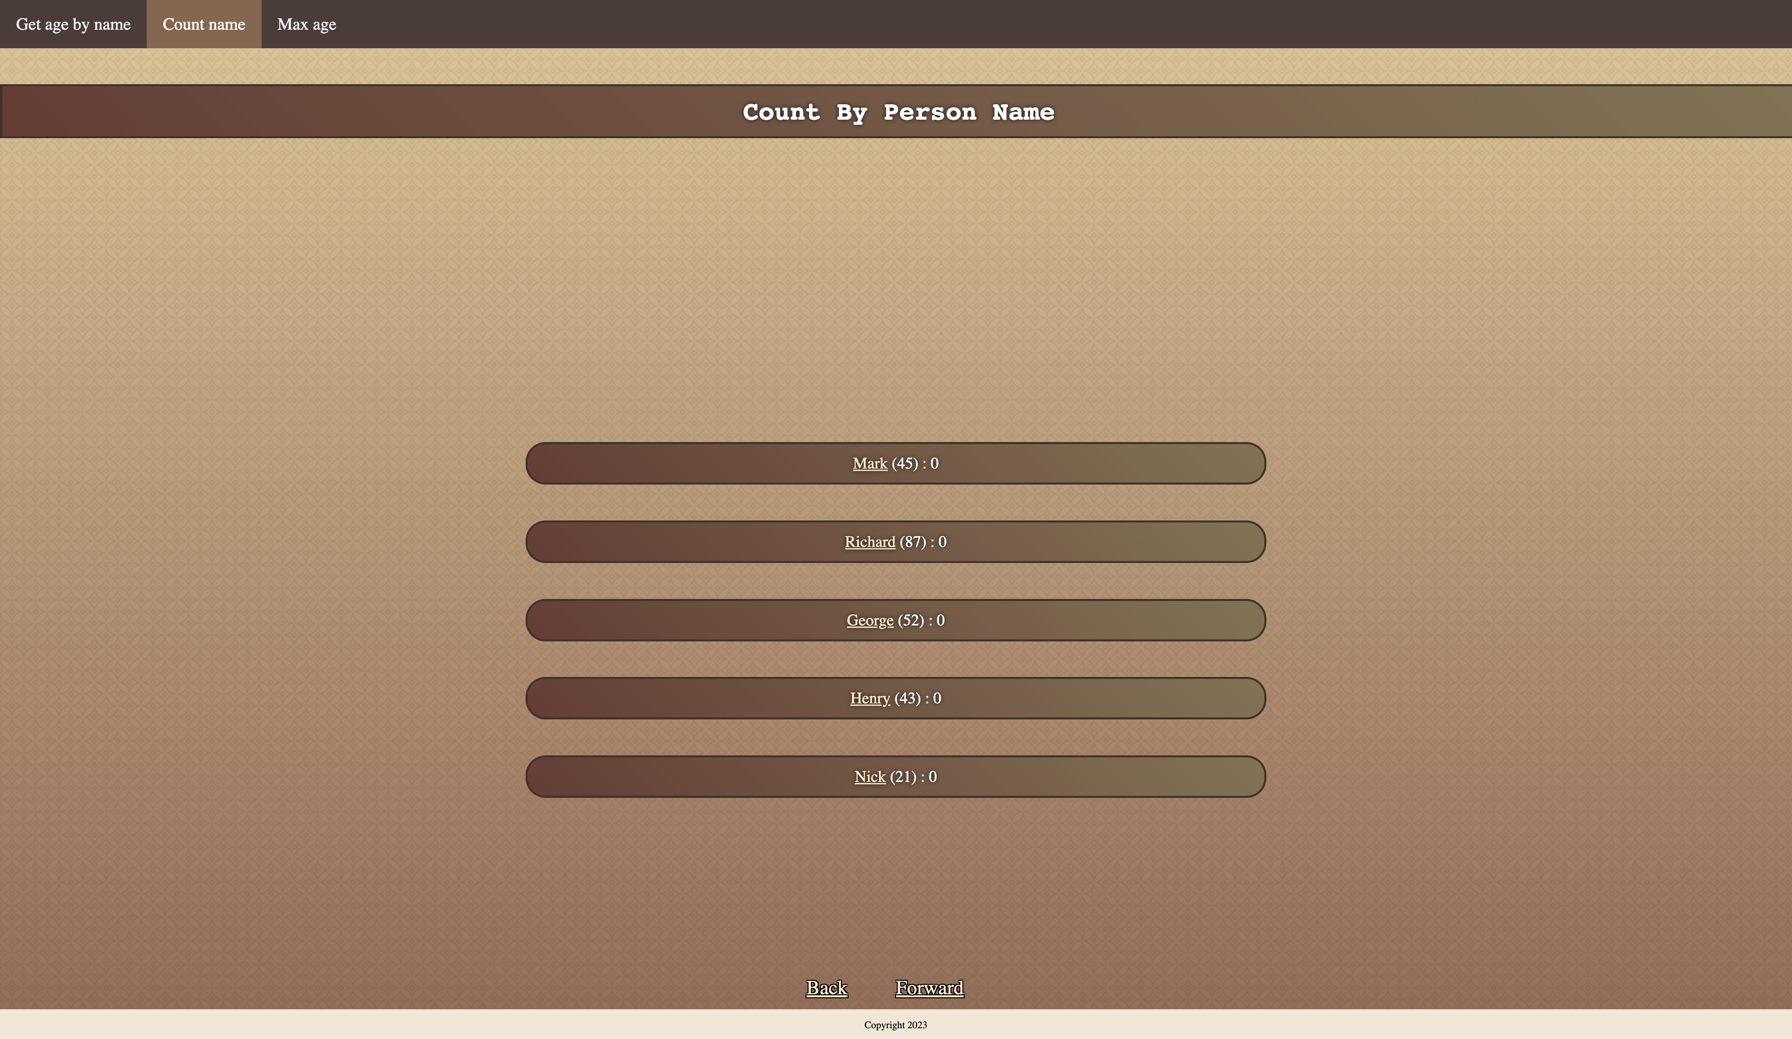 Get age by name Count name Max age
Count By Person Name
Mark (45) : 0
Richard (87) : 0
George (52) : 0
Henry (43) : 0
Nick (21) : 0
Back Forward
Copyright 2023